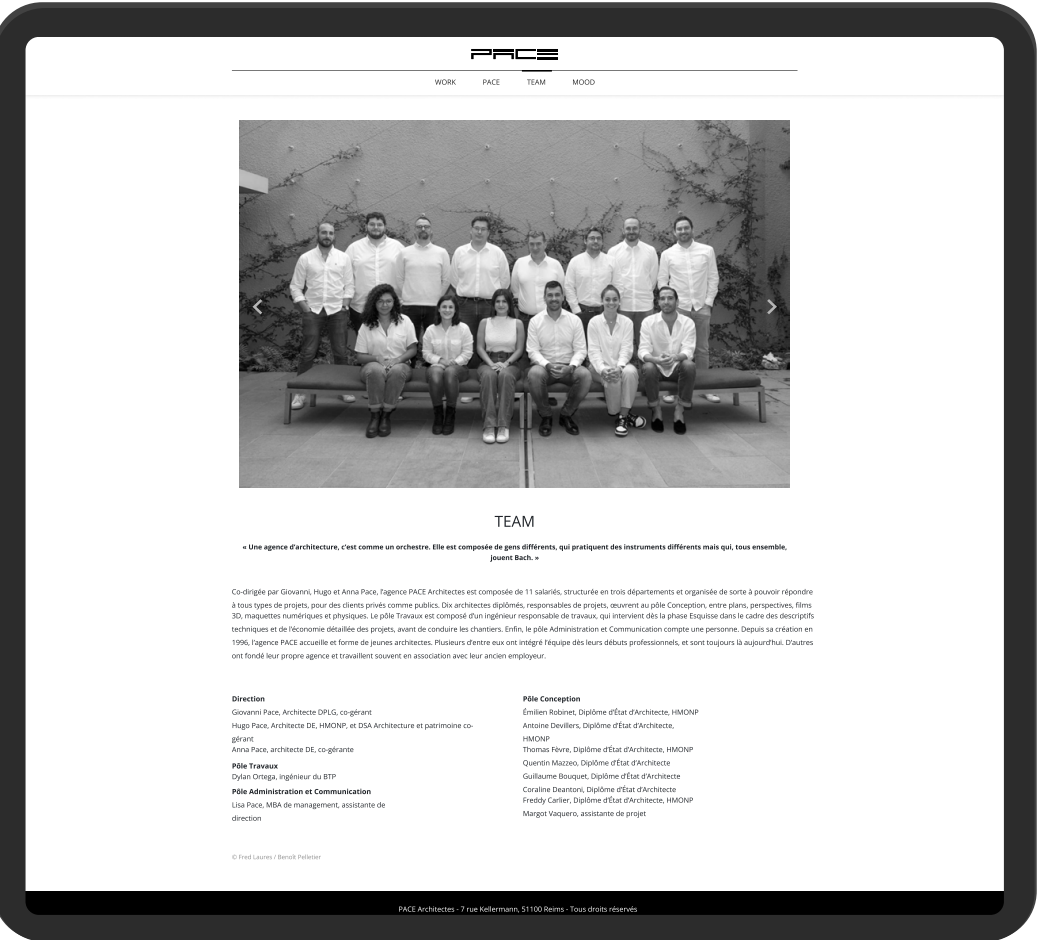 PACE
WORK PACE TEAM MOOD
TEAM
« Une agence d'architecture, c'est comme un orchestre. Elle est composée de gens différents, qui pratiquent des instruments différents mais qui, tous ensemble,
jouent Bach. »
Co-dirigée par Giovanni, Hugo et Anna Pace, l'agence PACE Architectes est composée de 11 salariés, structurée en trois départements et organisée de sorte à pouvoir répondre
à tous types de projets, pour des clients privés comme publics. Dix architectes diplômés, responsables de projets, œuvrent au pôle Conception, entre plans, perspectives, films
3D, maquettes numériques et physiques. Le pôle Travaux est composé d'un ingénieur responsable de travaux, qui intervient dès la phase Esquisse dans le cadre des descriptifs
techniques et de l'économie détaillée des projets, avant de conduire les chantiers. Enfin, le pôle Administration et Communication compte une personne. Depuis sa création en
1996, l'agence PACE accueille et forme de jeunes architectes. Plusieurs d'entre eux ont intégré l'équipe dès leurs débuts professionnels, et sont toujours là aujourd'hui. D'autres
ont fondé leur propre agence et travaillent souvent en association avec leur ancien employeur.
Direction
Giovanni Pace, Architecte DPLG, co-gérant
Hugo Pace, Architecte DE, HMONP, et DSA Architecture et patrimoine co-
gérant
Anna Pace, architecte DE, co-gérante
Pôle Travaux
Dylan Ortega, ingénieur du BTP
Pôle Administration et Communication
Lisa Pace, MBA de management, assistante de
direction
Pôle Conception
Émilien Robinet, Diplôme d'État d'Architecte, HMONP
Antoine Devillers, Diplôme d'État d'Architecte,
HMONP
Thomas Fèvre, Diplôme d'État d'Architecte, HMONP
Quentin Mazzeo, Diplôme d'État d'Architecte
Guillaume Bouquet, Diplôme d'État d'Architecte
Coraline Deantoni, Diplôme d'État d'Architecte
Freddy Carlier, Diplôme d'État d'Architecte, HMONP
Margot Vaquero, assistante de projet
© Fred Laures / Benoît Pelletier
PACE Architectes - 7 rue Kellermann, 51100 Reims - Tous droits réservés